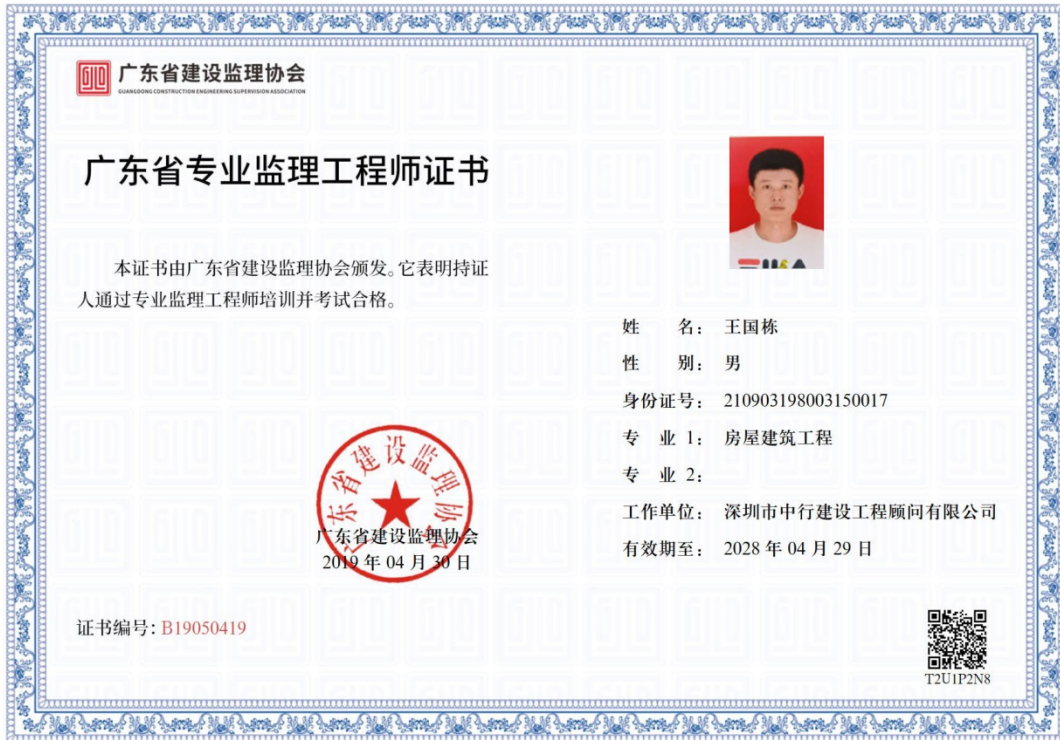 广东省建设监理协会
GUANGDONG CONSTRUCTION ENGINEERING SUPERVISION ASSOCIATION
广东省专业监理工程师证书
本证书由广东省建设监理协会颁发。它表明持证
人通过专业监理工程师培训并考试合格。
姓 名： 王国栋
性 别： 男
身份证号： 210903198003150017
专 业 1： 房屋建筑工程
专 业 2：
工作单位： 深圳市中行建设工程顾问有限公司
有效期至： 2028 年 04 月 29 日
广东省建设监理协会
广东省建设监理协会
2019 年 04 月 30 日
证书编号：B19050419
T2U1P2N8